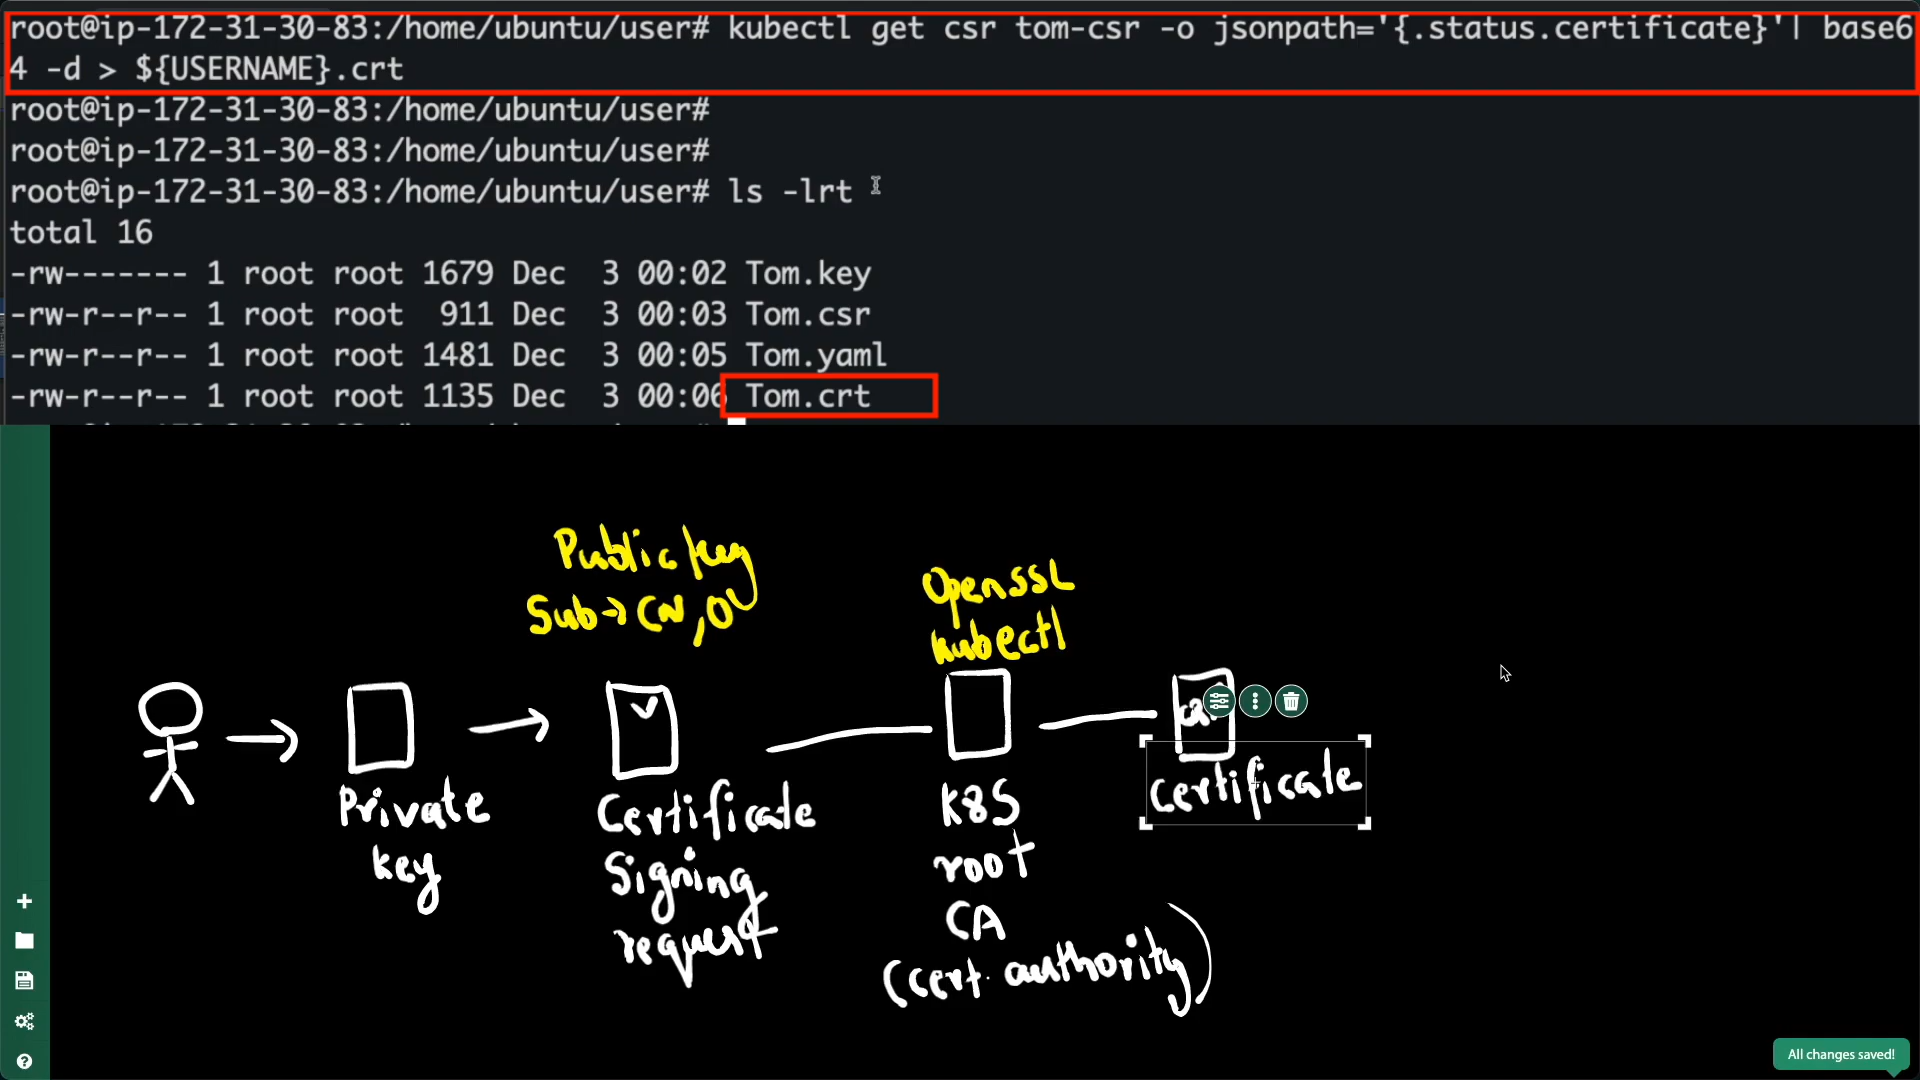 root@ip-172-31-30-83:/home/ubuntu/user# kubectl get csr tom-csr -o jsonpath='{.status.certificate}'| base6
4 -d > ${USERNAME}.crt
root@ip-172-31-30-83:/home/ubuntu/user#
root@ip-172-31-30-83:/home/ubuntu/user#
root@ip-172-31-30-83:/home/ubuntu/user# ls -lrt
total 16
-rw------- 1 root root 1679 Dec  3 00:02 Tom.key
-rw-r--r-- 1 root root  911 Dec  3 00:03 Tom.csr
-rw-r--r-- 1 root root 1481 Dec  3 00:05 Tom.yaml
-rw-r--r-- 1 root root 1135 Dec  3 00:06 Tom.crt
Public key
Sub→ CN, O
OpenSSL
kubectl
Private
key
Certificate
Signing
request
K8S
root
CA
(cert. authority)
Certificate
All changes saved!